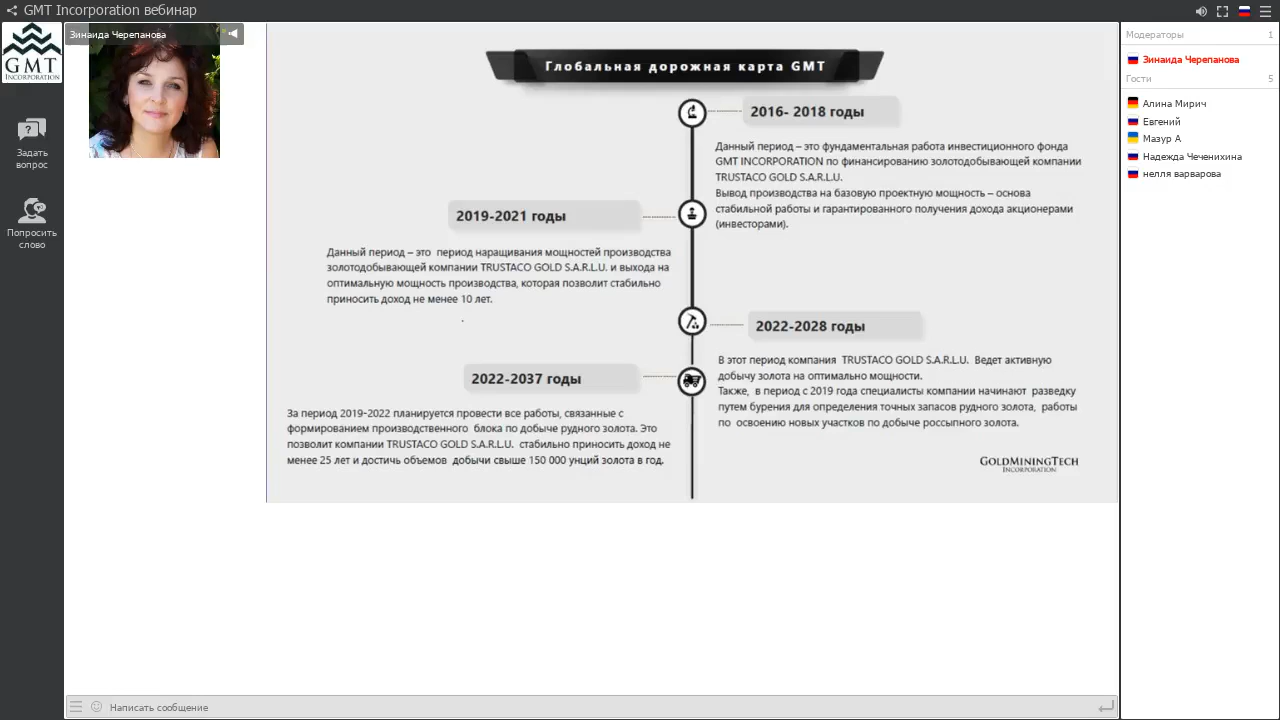 GMT Incorporation вебинар
GMT
INCORPORATION
Задать
вопрос
Попросить
слово
Зинаида Черепанова
Глобальная дорожная карта GMT
2016- 2018 годы
Данный период – это фундаментальная работа инвестиционного фонда
GMT INCORPORATION по финансированию золотодобывающей компании
TRUSTACO GOLD S.A.R.L.U.
Вывод производства на базовую проектную мощность – основа
стабильной работы и гарантированного получения дохода акционерами
(инвесторами).
2019-2021 годы
Данный период – это период наращивания мощностей производства
золотодобывающей компании TRUSTACO GOLD S.A.R.L.U. и выхода на
оптимальную мощность производства, которая позволит стабильно
приносить доход не менее 10 лет.
.
2022-2028 годы
В этот период компания TRUSTACO GOLD S.A.R.L.U. Ведет активную
добычу золота на оптимально мощности.
Также, в период с 2019 года специалисты компании начинают разведку
путем бурения для определения точных запасов рудного золота, работы
по освоению новых участков по добыче россыпного золота.
2022-2037 годы
За период 2019-2022 планируется провести все работы, связанные с
формированием производственного блока по добыче рудного золота. Это
позволит компании TRUSTACO GOLD S.A.R.L.U. стабильно приносить доход не
менее 25 лет и достичь объемов добычи свыше 150 000 унций золота в год.
GOLDMININGTECH
INCORPORATION
Написать сообщение
Модераторы 1
Зинаида Черепанова
Гости 5
Алина Мирич
Евгений
Мазур А
Надежда Чеченихина
нелля варварова